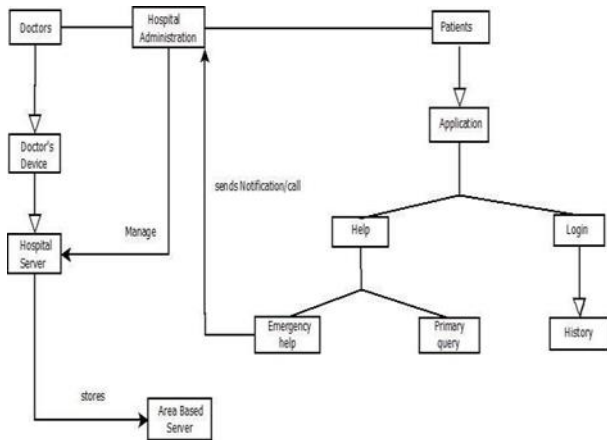 Doctors
Hospital
Administration
Patients
Application
Doctor's
Device
sends Notification/call
Manage
Help
Login
Hospital
Server
Emergency
help
Primary
query
History
stores
Area Based
Server